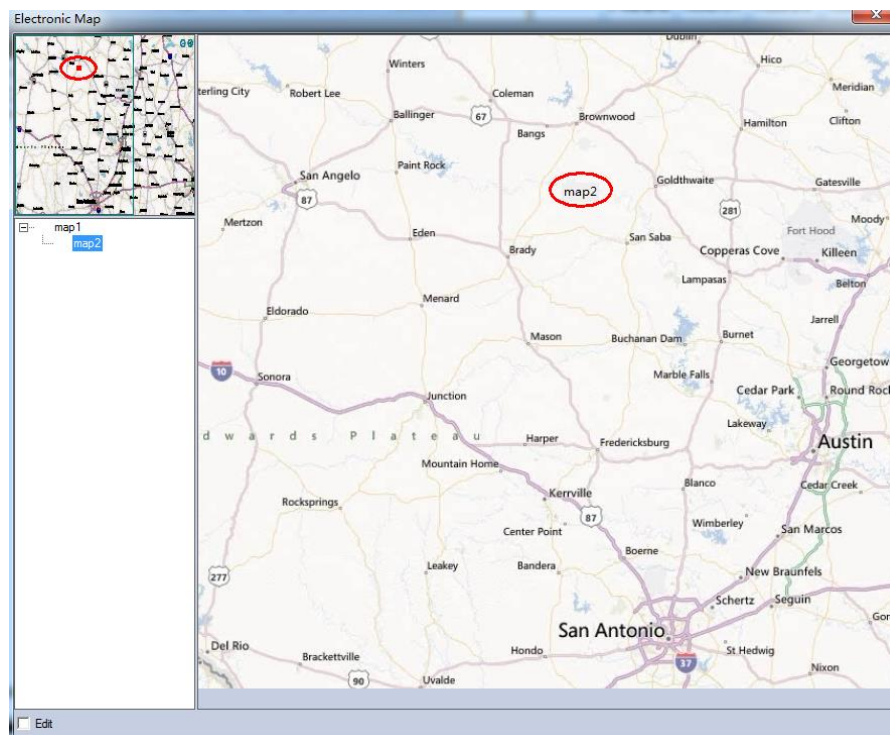 Electronic Map
map1
map2
Dublin
Hico
Winters
Meridian
terling City
Robert Lee
Coleman
67
Brownwood
Clifton
Ballinger
Bangs
Hamilton
San Angelo
Paint Rock
map2
Goldthwaite
Gatesville
87
281
Moody
Mertzon
Eden
San Saba
Fort Hood
Brady
Copperas Cove
Killeen
Lampasas
Belton
Menard
Eldorado
Jarrell
Mason
Buchanan Dam
Burnet
Georgetow
10
Sonora
Marble Falls
Cedar Park
Round Rock
Junction
Lakeway
dwards Plateau
Harper
Fredericksburg
Austin
Mountain Home
Cedar Creek
Rocksprings
Kerrville
Blanco
87
Wimberley
Center Point
San Marcos
Boerne
277
Leakey
Bandera
New Braunfels
Schertz
Seguin
Gon
San Antonio
Del Rio
Hondo
St Hedwig
Brackettville
37
Nixon
90
Uvalde
Edit